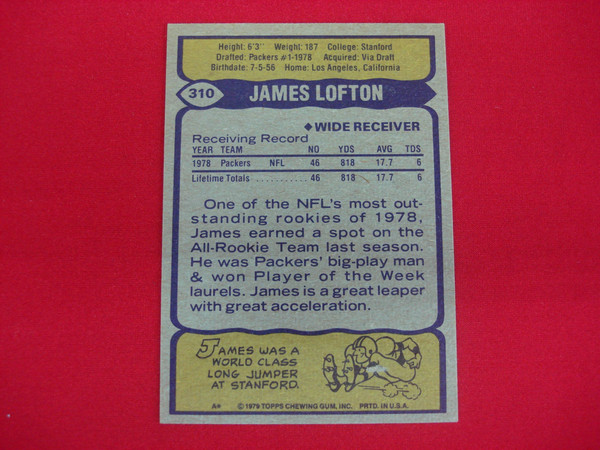 Height: 6'3" Weight: 187 College: Stanford
Drafted: Packers #1-1978 Acquired: Via Draft
Birthdate: 7-5-56 Home: Los Angeles, California
310 JAMES LOFTON
◆WIDE RECEIVER
Receiving Record
YEAR TEAM NO YDS AVG TDS
1978 Packers NFL 46 818 17.7 6
Lifetime Totals ............ 46 818 17.7 6
One of the NFL's most out-
standing rookies of 1978,
James earned a spot on the
All-Rookie Team last season.
He was Packers' big-play man
& won Player of the Week
laurels. James is a great leaper
with great acceleration.
JAMES WAS A
WORLD CLASS
LONG JUMPER
AT STANFORD.
A* © 1979 TOPPS CHEWING GUM, INC. PRTD. IN U.S.A.